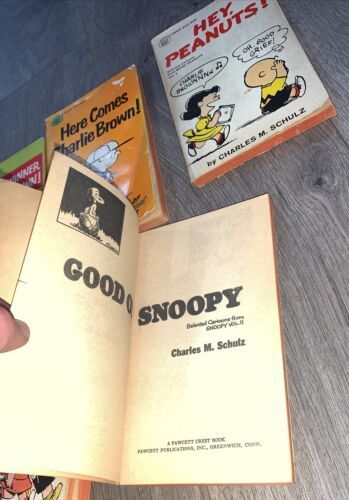 HEY,
PEANUTS!
CHARLIE
BROWNNNN
OH, GOOD
GRIEF!
by CHARLES M. SCHULZ
Here Comes
Charlie Brown!
GOOD O
SNOOPY
Selected Cartoons from
SNOOPY VOL. II
Charles M. Schulz
A FAWCETT CREST BOOK
FAWCETT PUBLICATIONS, INC., GREENWICH, CONN.